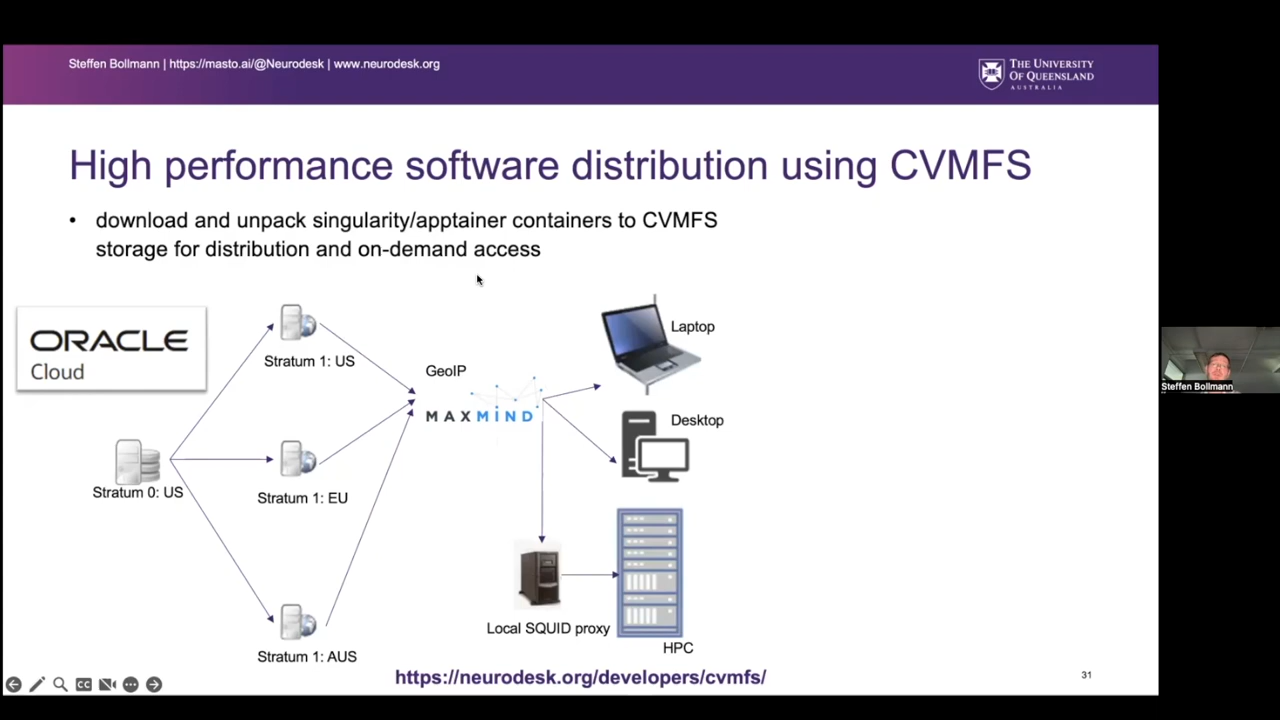 Steffen Bollmann | https://masto.ai/@Neurodesk | www.neurodesk.org
THE UNIVERSITY
OF QUEENSLAND
AUSTRALIA
High performance software distribution using CVMFS
• download and unpack singularity/apptainer containers to CVMFS
storage for distribution and on-demand access
ORACLE
Cloud
Stratum 0: US
Stratum 1: US
Stratum 1: EU
Stratum 1: AUS
GeoIP
MAXMIND
Laptop
Desktop
Local SQUID proxy
HPC
https://neurodesk.org/developers/cvmfs/
31
CC
Steffen Bollmann